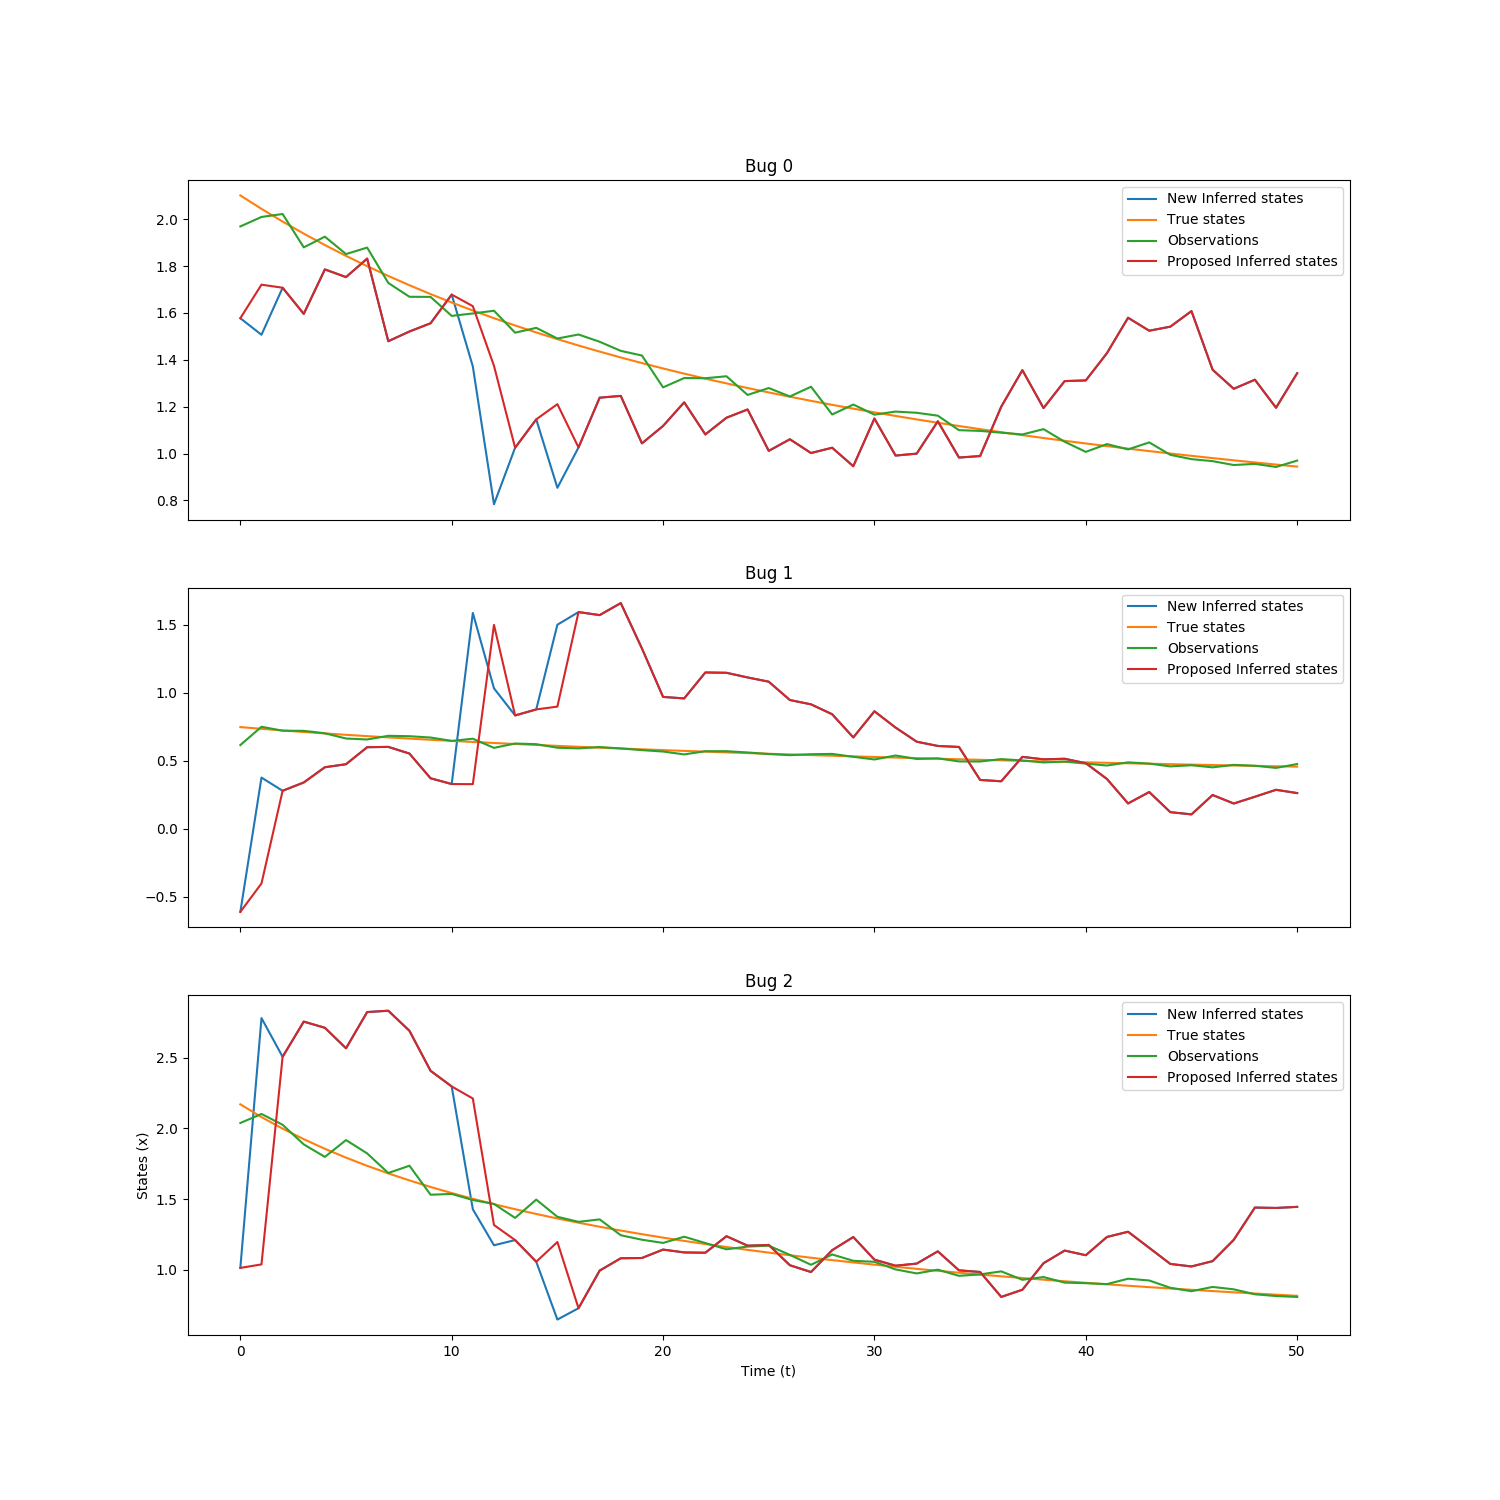 Bug 0
New Inferred states
True states
Observations
Proposed Inferred states
2.0
1.8
1.6
1.4
1.2
1.0
0.8
Bug 1
New Inferred states
True states
Observations
Proposed Inferred states
1.5
1.0
0.5
0.0
−0.5
Bug 2
New Inferred states
True states
Observations
Proposed Inferred states
2.5
2.0
1.5
1.0
States (x)
0 10 20 30 40 50
Time (t)